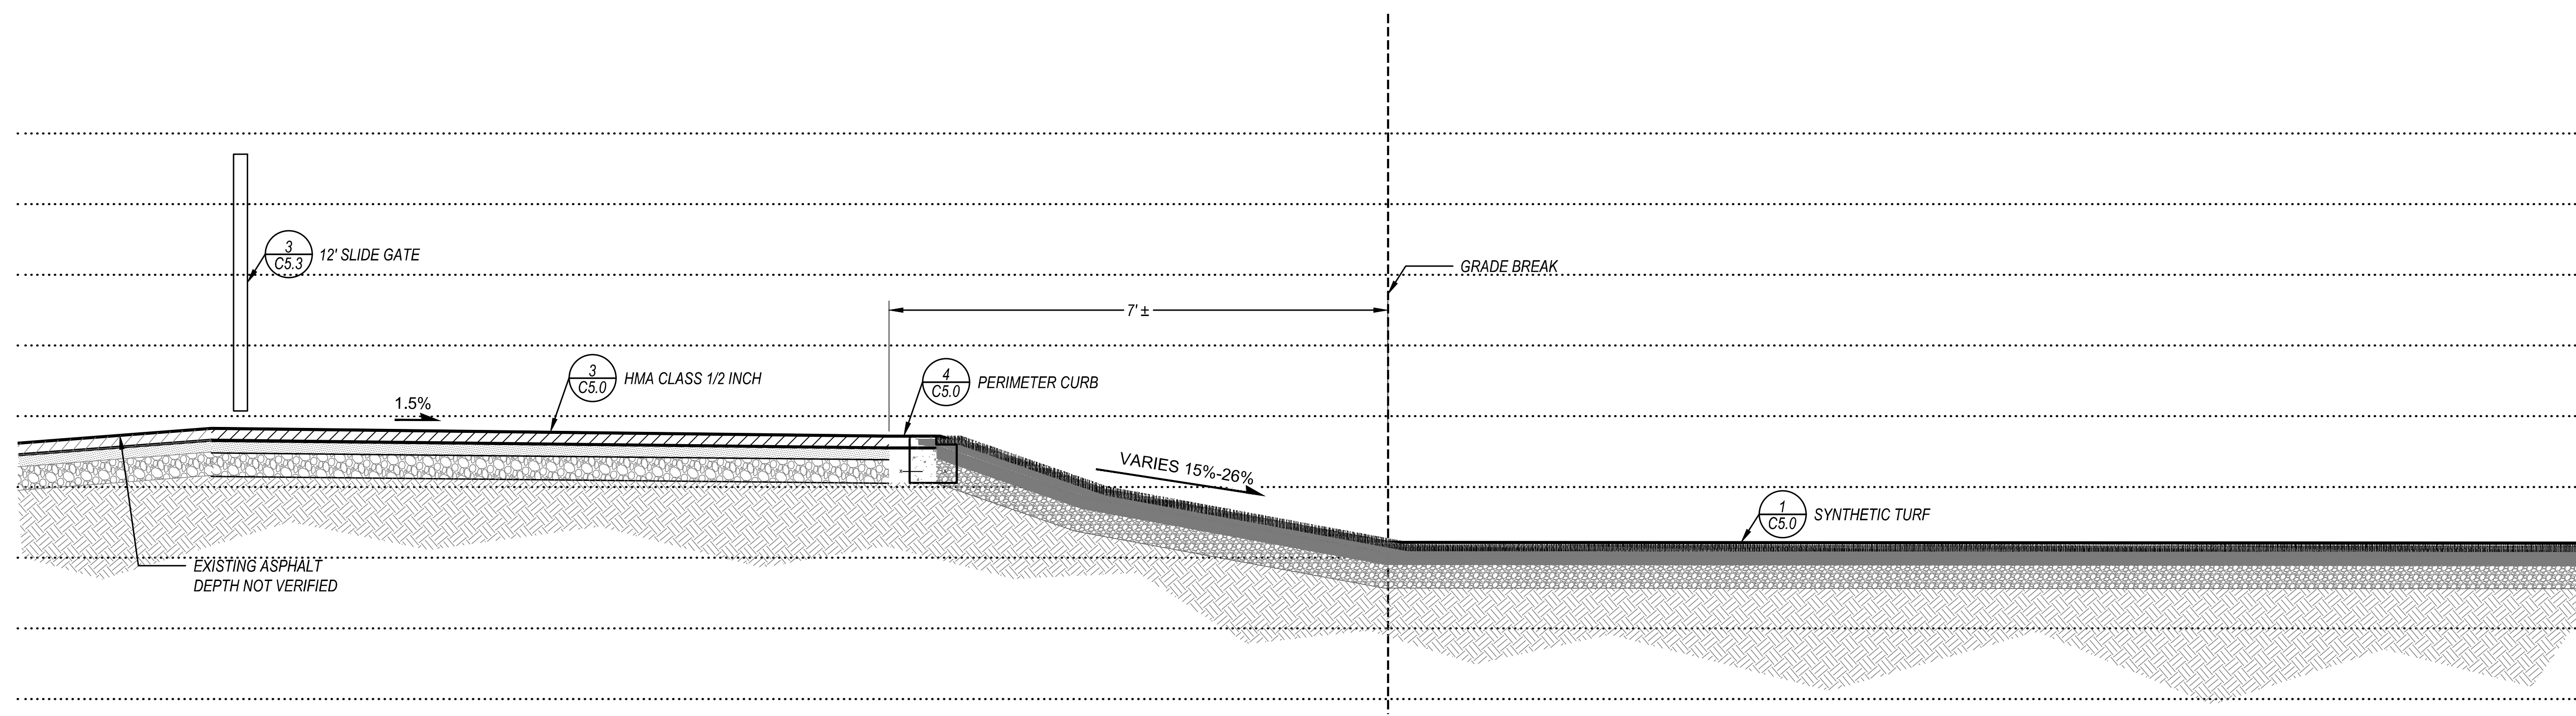 3
C5.3
12' SLIDE GATE
GRADE BREAK
7' ±
3
C5.0
HMA CLASS 1/2 INCH
4
C5.0
PERIMETER CURB
1.5%
VARIES 15%-26%
1
C5.0
SYNTHETIC TURF
EXISTING ASPHALT
DEPTH NOT VERIFIED